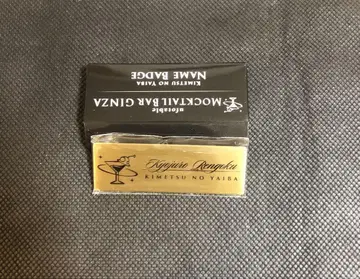 ufotable
MOCKTAIL BAR GINZA
KIMETSU NO YAIBA
NAME BADGE
Kyojuro Rengoku
KIMETSU NO YAIBA